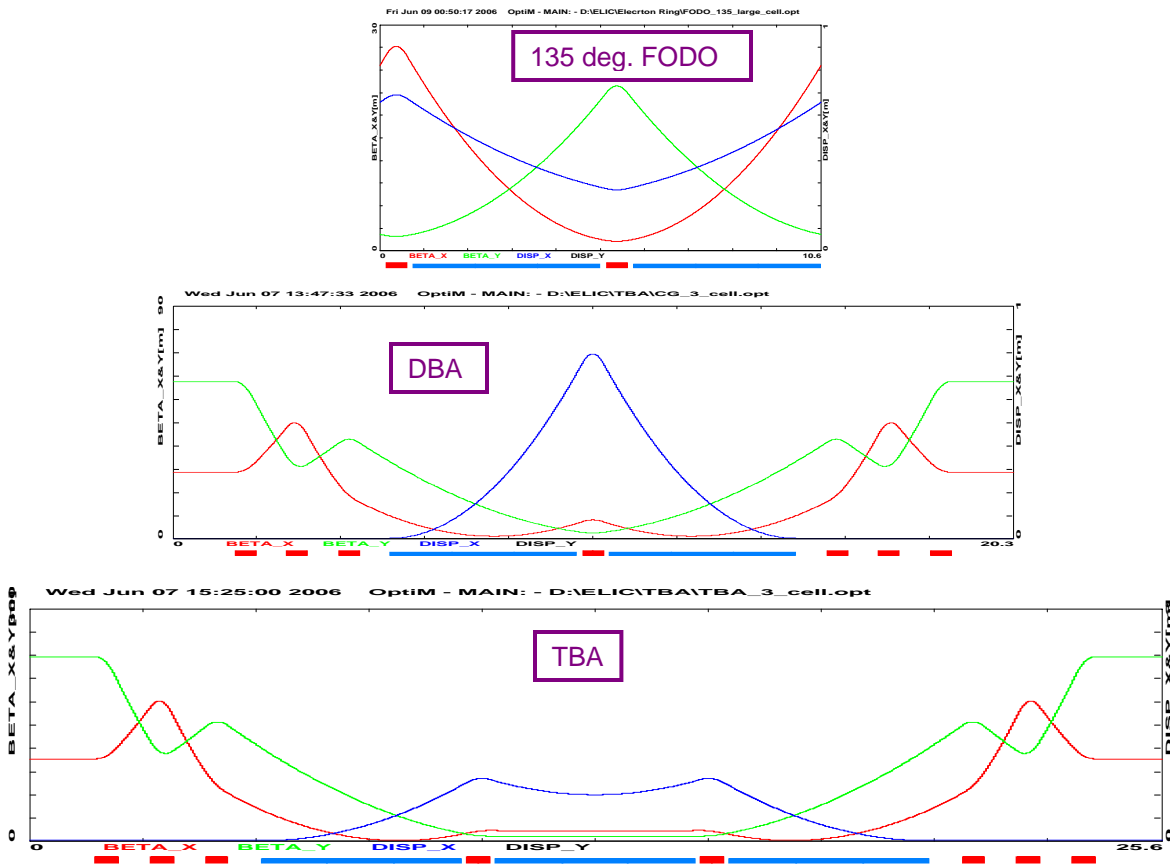 Fri Jun 09 00:50:17 2006 OptiM - MAIN: - D:\ELIC\Elecrton Ring\FODO_135_large_cell.opt
30
1
135 deg. FODO
BETA_X&Y[m]
DISP_X&Y[m]
0
0
0 BETA_X BETA_Y DISP_X DISP_Y 10.6
Wed Jun 07 13:47:33 2006 OptiM - MAIN: - D:\ELIC\TBA\CG_3_cell.opt
90
1
DBA
BETA_X&Y[m]
DISP_X&Y[m]
0
0
0 BETA_X BETA_Y DISP_X DISP_Y 20.3
Wed Jun 07 15:25:00 2006 OptiM - MAIN: - D:\ELIC\TBA\TBA_3_cell.opt
TBA
0
0
0 BETA_X BETA_Y DISP_X DISP_Y 25.6